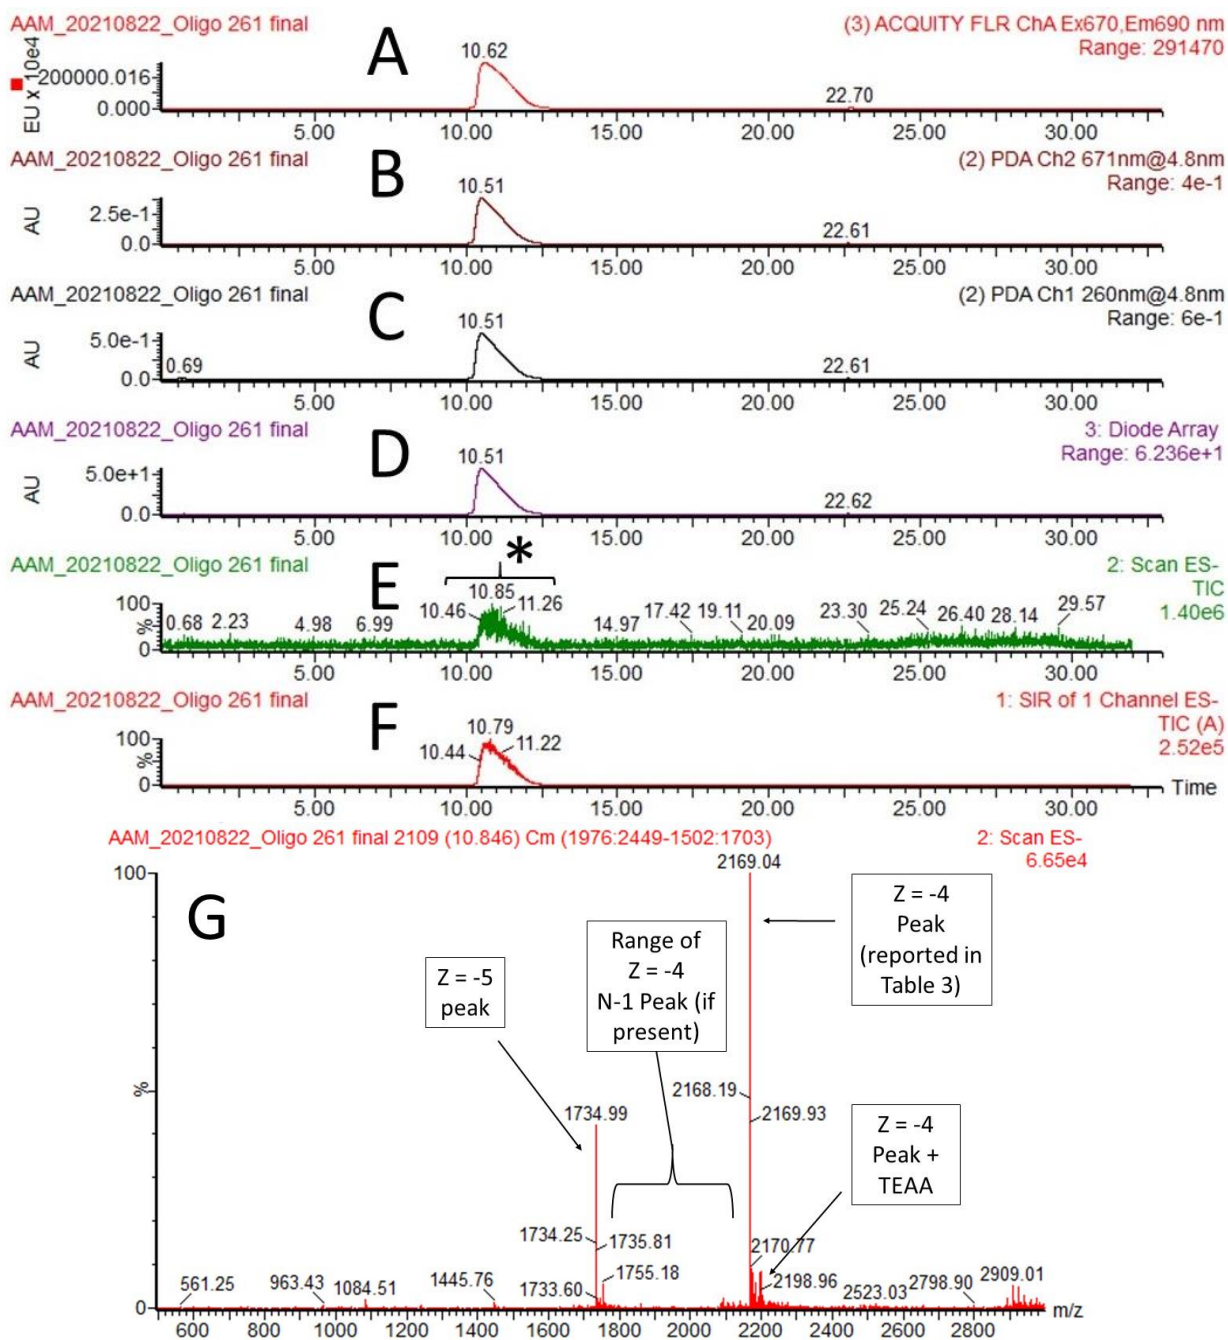 AAM_20210822_Oligo 261 final
(3) ACQUITY FLR ChA Ex670,Em690 nm
Range: 291470
A
EU x 10e4
200000.016
0.000
10.62
22.70
5.00 10.00 15.00 20.00 25.00 30.00
AAM_20210822_Oligo 261 final
(2) PDA Ch2 671nm@4.8nm
Range: 4e-1
B
AU
2.5e-1
0.0
10.51
22.61
5.00 10.00 15.00 20.00 25.00 30.00
AAM_20210822_Oligo 261 final
(2) PDA Ch1 260nm@4.8nm
Range: 6e-1
C
AU
5.0e-1
0.0
0.69
10.51
22.61
5.00 10.00 15.00 20.00 25.00 30.00
AAM_20210822_Oligo 261 final
3: Diode Array
Range: 6.236e+1
D
AU
5.0e+1
0.0
10.51
22.62
5.00 10.00 15.00 20.00 25.00 30.00
*
AAM_20210822_Oligo 261 final
2: Scan ES-
TIC
1.40e6
E
100
%
0
0.68 2.23 4.98 6.99 10.46 10.85 11.26 14.97 17.42 19.11 20.09 23.30 25.24 26.40 28.14 29.57
5.00 10.00 15.00 20.00 25.00 30.00
AAM_20210822_Oligo 261 final
1: SIR of 1 Channel ES-
TIC (A)
2.52e5
F
100
%
0
10.44 10.79 11.22
Time
5.00 10.00 15.00 20.00 25.00 30.00
AAM_20210822_Oligo 261 final 2109 (10.846) Cm (1976:2449-1502:1703)
2: Scan ES-
6.65e4
G
100
%
0
2169.04
Z = -4
Peak
(reported in
Table 3)
Range of
Z = -4
N-1 Peak (if
present)
Z = -5
peak
2168.19
2169.93
1734.99
Z = -4
Peak +
TEAA
1734.25
1735.81
2170.77
1755.18
1733.60
561.25
963.43
1084.51
1445.76
2198.96
2523.03
2798.90
2909.01
m/z
600 800 1000 1200 1400 1600 1800 2000 2200 2400 2600 2800